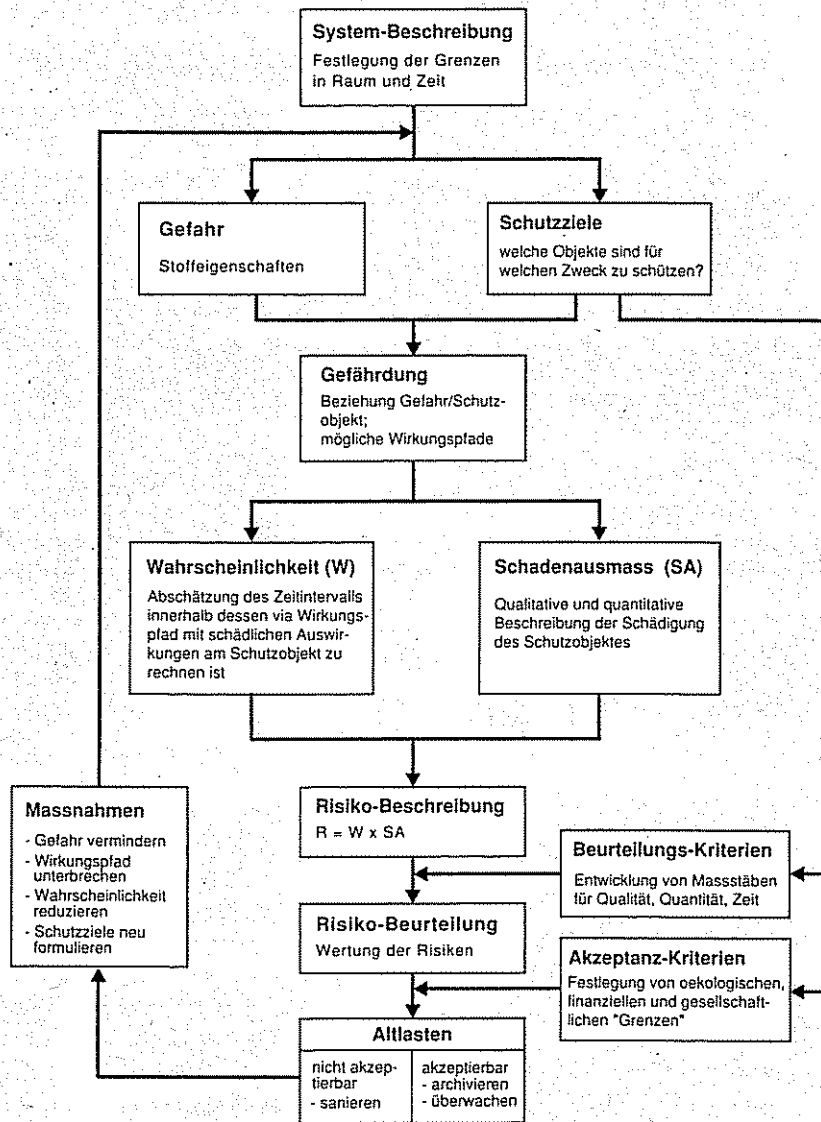 System-Beschreibung
Festlegung der Grenzen
in Raum und Zeit
Gefahr
Stoffeigenschaften
Schutzziele
welche Objekte sind für
welchen Zweck zu schützen?
Gefährdung
Beziehung Gefahr/Schutz-
objekt;
mögliche Wirkungspfade
Wahrscheinlichkeit (W)
Abschätzung des Zeitintervalls
innerhalb dessen via Wirkungs-
pfad mit schädlichen Auswir-
kungen am Schutzobjekt zu
rechnen ist
Schadenausmass (SA)
Qualitative und quantitative
Beschreibung der Schädigung
des Schutzobjektes
Massnahmen
- Gefahr vermindern
- Wirkungspfad
unterbrechen
- Wahrscheinlichkeit
reduzieren
- Schutzziele neu
formulieren
Risiko-Beschreibung
R = W x SA
Beurteilungs-Kriterien
Entwicklung von Massstäben
für Qualität, Quantität, Zeit
Risiko-Beurteilung
Wertung der Risiken
Akzeptanz-Kriterien
Festlegung von oekologischen,
finanziellen und gesellschaft-
lichen "Grenzen"
Altlasten
nicht akzep-
tierbar
- sanieren
akzeptierbar
- archivieren
- überwachen